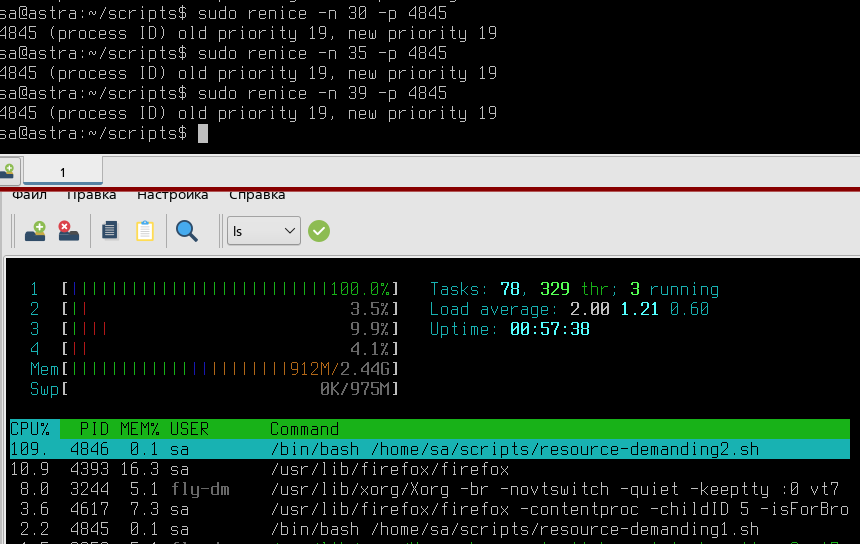 sa@astra:~/scripts$ sudo renice -n 30 -p 4845
4845 (process ID) old priority 19, new priority 19
sa@astra:~/scripts$ sudo renice -n 35 -p 4845
4845 (process ID) old priority 19, new priority 19
sa@astra:~/scripts$ sudo renice -n 39 -p 4845
4845 (process ID) old priority 19, new priority 19
sa@astra:~/scripts$
1
Файл Правка Настройка Справка
ls
1 [||||||||||||||||||||||||||100.0%] Tasks: 78, 329 thr; 3 running
2 [|| 3.5%] Load average: 2.00 1.21 0.60
3 [|||| 9.9%] Uptime: 00:57:38
4 [|| 4.1%]
Mem[||||||||||||||||||||||912M/2.44G]
Swp[ 0K/975M]
CPU% PID MEM% USER Command
109. 4846 0.1 sa /bin/bash /home/sa/scripts/resource-demanding2.sh
10.9 4393 16.3 sa /usr/lib/firefox/firefox
8.0 3244 5.1 fly-dm /usr/lib/xorg/Xorg -br -novtswitch -quiet -keeptty :0 vt7
3.6 4617 7.3 sa /usr/lib/firefox/firefox -contentproc -childID 5 -isForBro
2.2 4845 0.1 sa /bin/bash /home/sa/scripts/resource-demanding1.sh